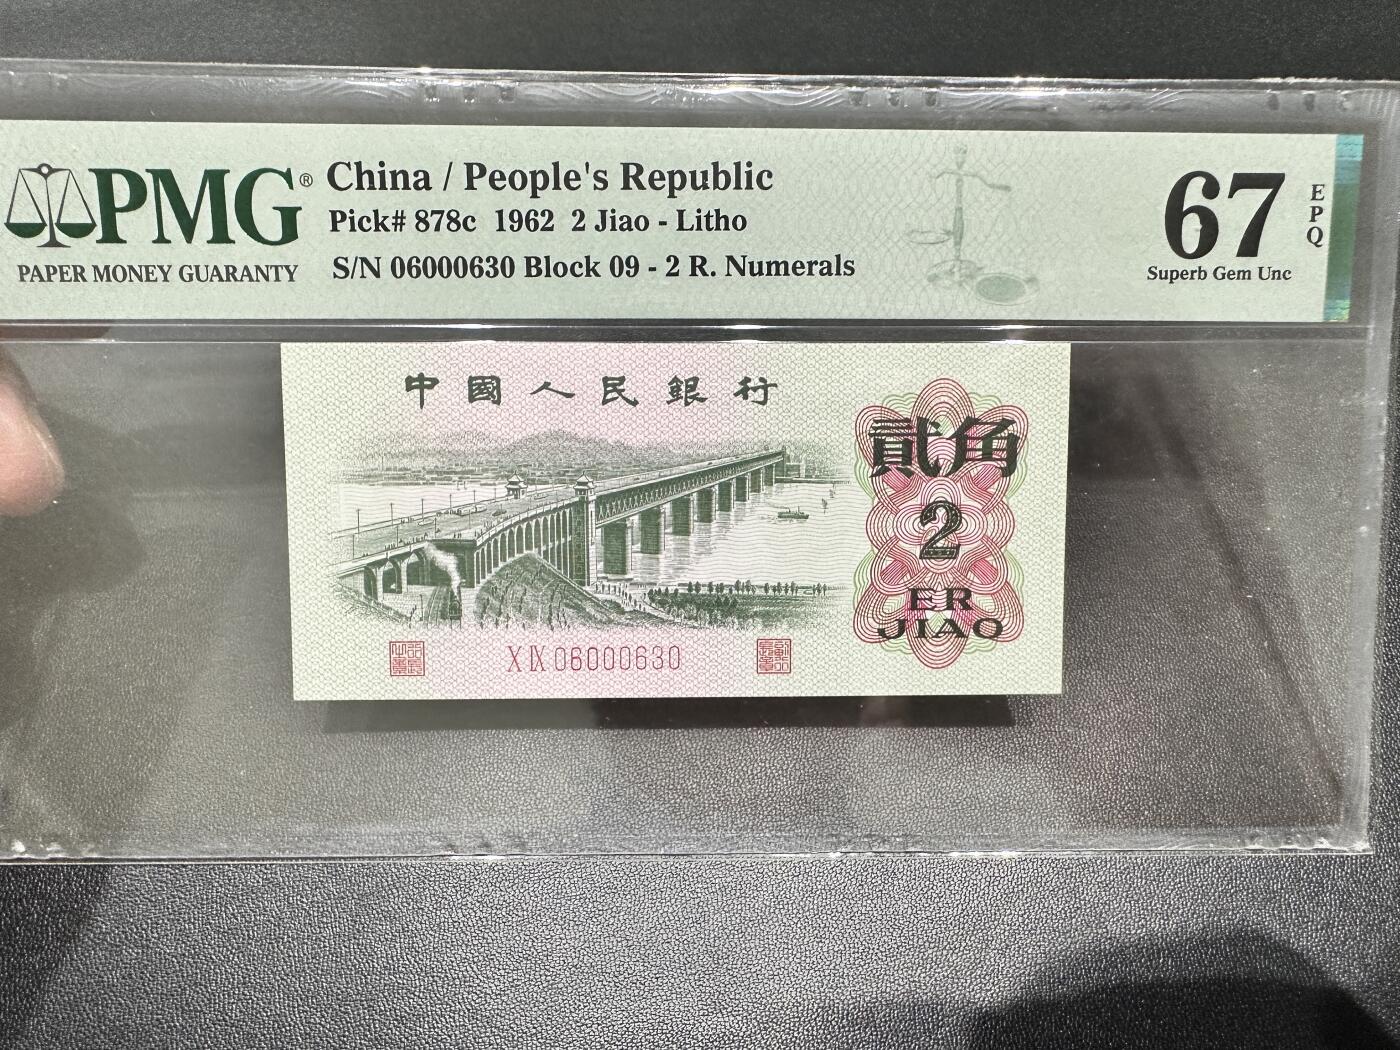 PMG®
PAPER MONEY GUARANTY
China / People's Republic
Pick# 878c 1962 2 Jiao - Litho
S/N 06000630 Block 09 - 2 R. Numerals
67
EPQ
Superb Gem Unc
中國人民銀行
貳角
2
ER
JIAO
X IX 06000630